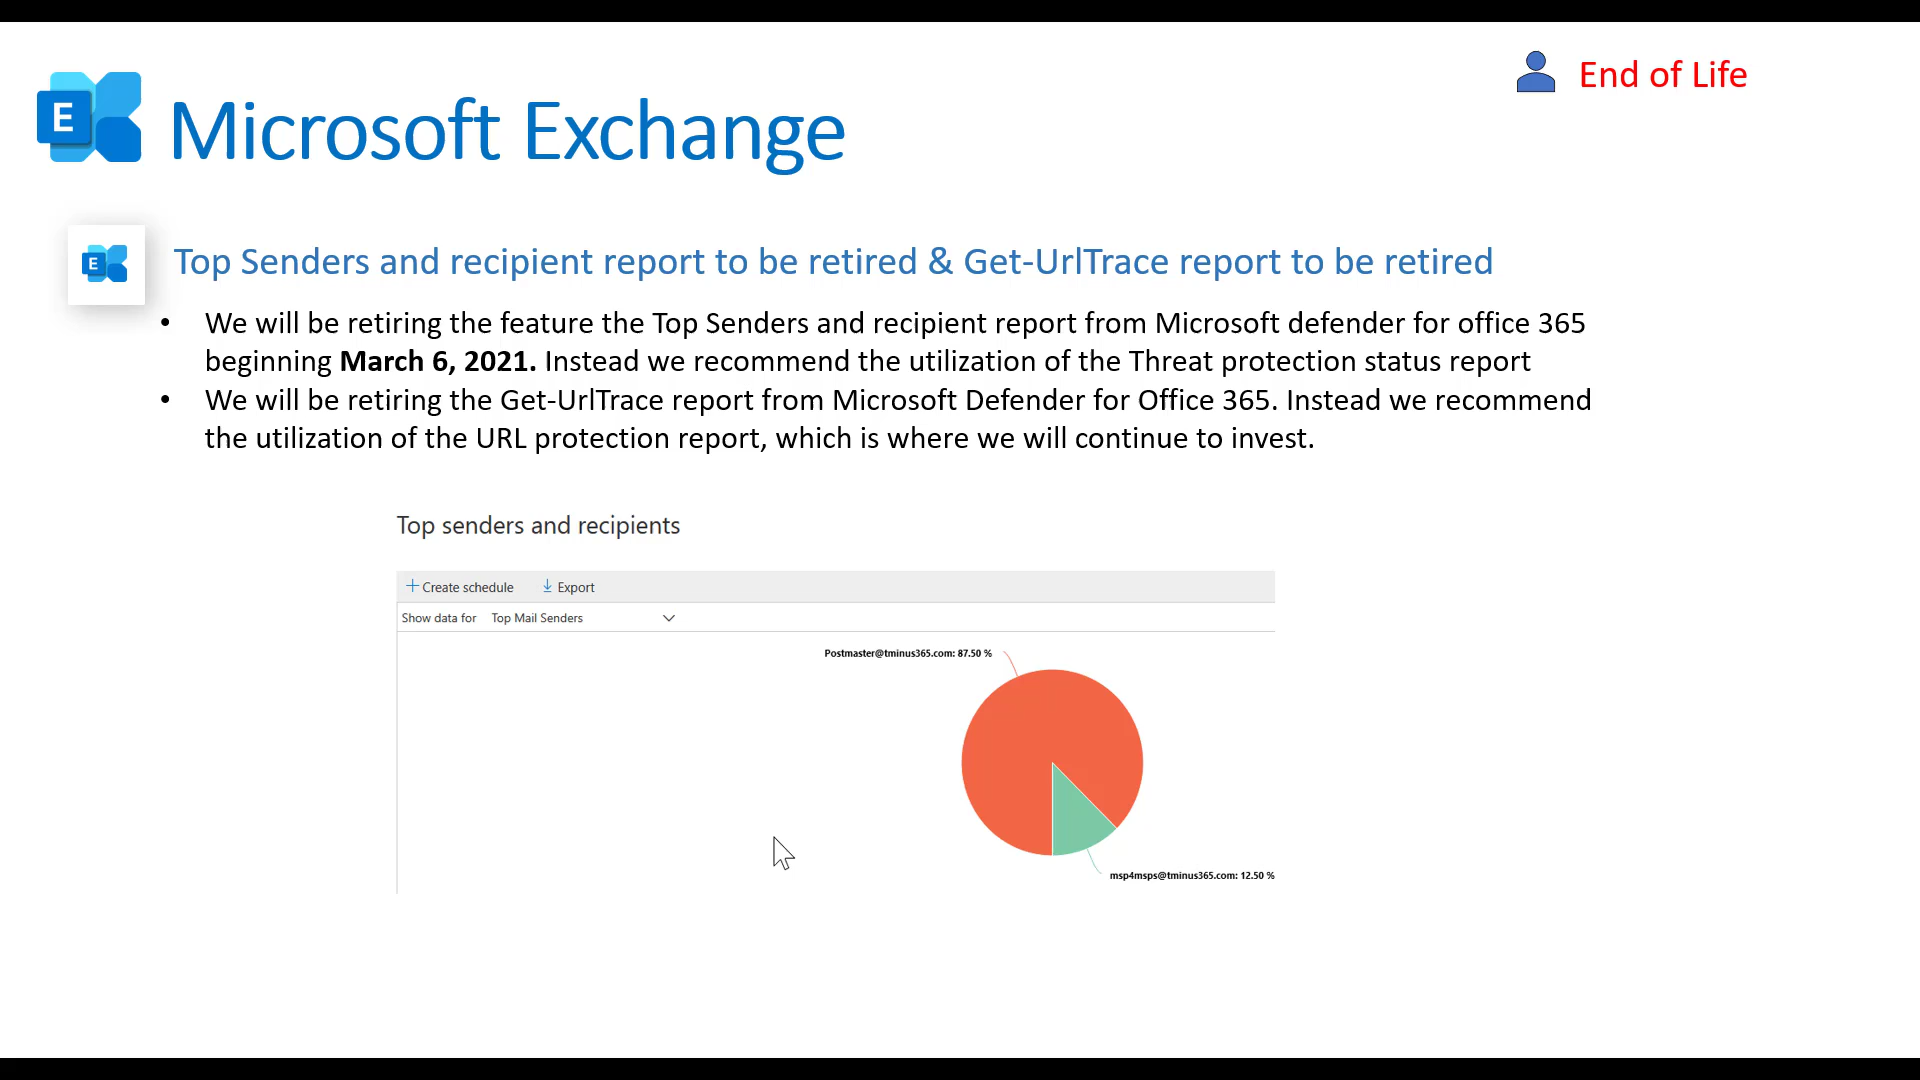 End of Life
E
Microsoft Exchange
E
Top Senders and recipient report to be retired & Get-UrlTrace report to be retired
• We will be retiring the feature the Top Senders and recipient report from Microsoft defender for office 365
beginning March 6, 2021. Instead we recommend the utilization of the Threat protection status report
• We will be retiring the Get-UrlTrace report from Microsoft Defender for Office 365. Instead we recommend
the utilization of the URL protection report, which is where we will continue to invest.
Top senders and recipients
Create schedule Export
Show data for Top Mail Senders
Postmaster@tminus365.com: 87.50 %
msp4msps@tminus365.com: 12.50 %